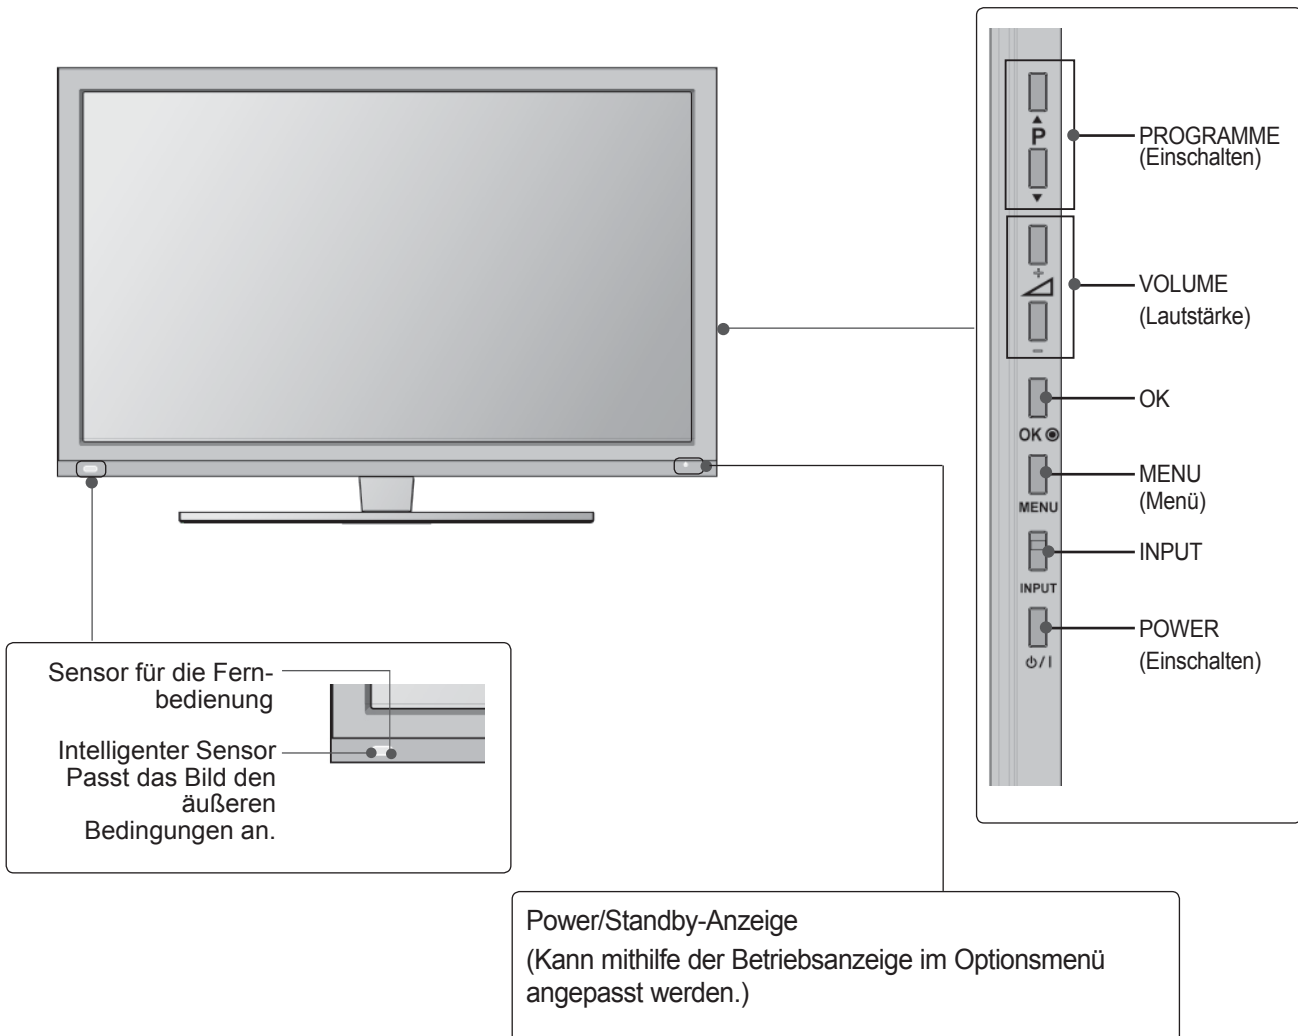 P
PROGRAMME
(Einschalten)
+
VOLUME
(Lautstärke)
-
OK
OK
MENU
(Menü)
MENU
INPUT
INPUT
POWER
(Einschalten)
⏻/I
Sensor für die Fern-
bedienung
Intelligenter Sensor
Passt das Bild den
äußeren
Bedingungen an.
Power/Standby-Anzeige
(Kann mithilfe der Betriebsanzeige im Optionsmenü
angepasst werden.)